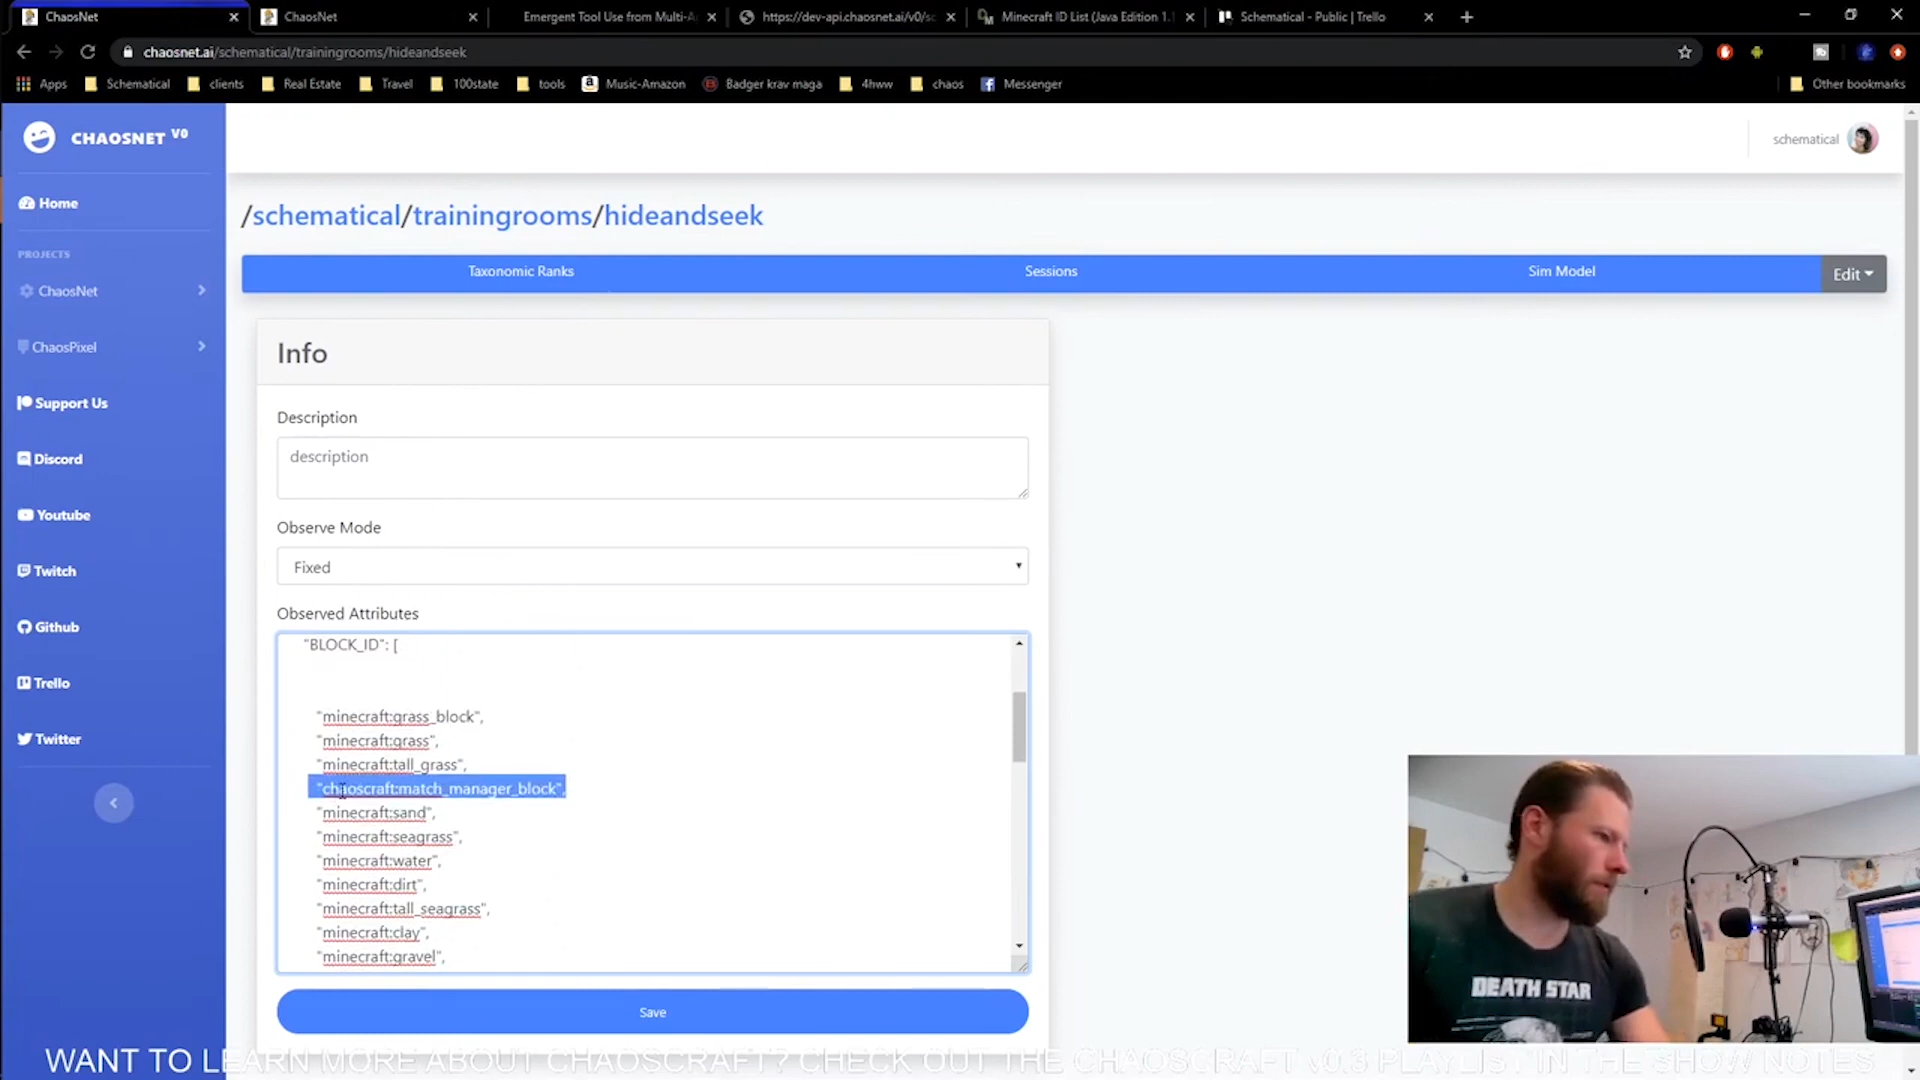 ChaosNet
ChaosNet
Emergent Tool Use from Multi-A
https://dev-api.chaosnet.ai/v0/sc
Minecraft ID List (Java Edition 1.1
Schematical - Public | Trello
chaosnet.ai/schematical/trainingrooms/hideandseek
Apps Schematical clients Real Estate Travel 100state tools Music-Amazon Badger krav maga 4hww chaos Messenger Other bookmarks
CHAOSNET V0
schematical
Home
/schematical/trainingrooms/hideandseek
PROJECTS
Taxonomic Ranks Sessions Sim Model Edit
ChaosNet
ChaosPixel
Support Us
Discord
Youtube
Twitch
Github
Trello
Twitter
Info
Description
description
Observe Mode
Fixed
Observed Attributes
"BLOCK_ID": [
"minecraft:grass_block",
"minecraft:grass",
"minecraft:tall_grass",
"chaoscraft:match_manager_block",
"minecraft:sand",
"minecraft:seagrass",
"minecraft:water",
"minecraft:dirt",
"minecraft:tall_seagrass",
"minecraft:clay",
"minecraft:gravel",
Save
DEATH STAR
WANT TO LEARN MORE ABOUT CHAOSCRAFT? CHECK OUT THE CHAOSCRAFT v0.3 PLAYLIST IN THE SHOW NOTES